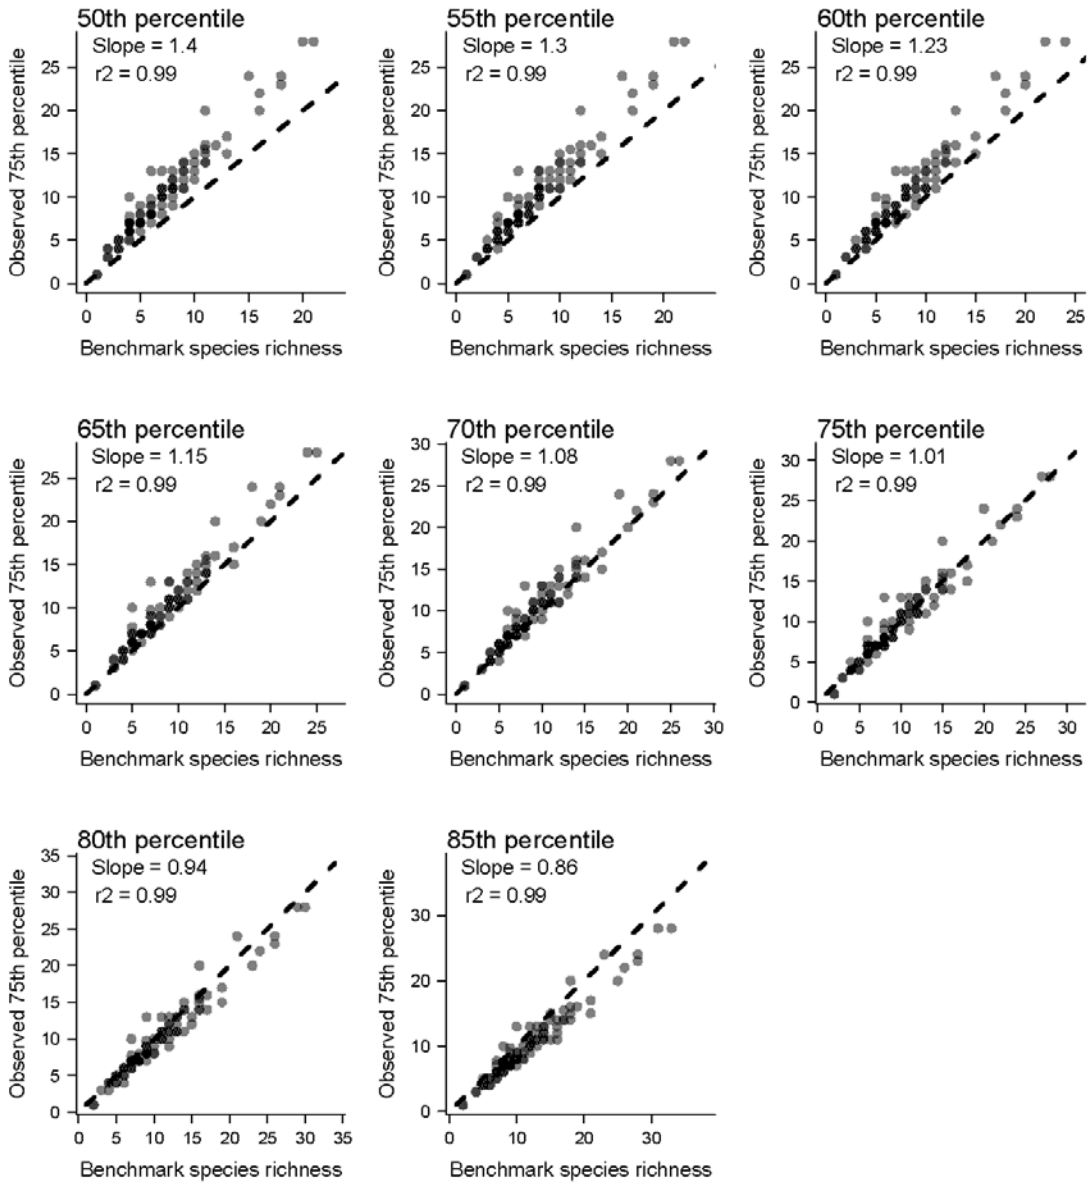 50th percentile
Slope = 1.4
r2 = 0.99
25
20
15
10
5
0
Observed 75th percentile
0 5 10 15 20
Benchmark species richness
55th percentile
Slope = 1.3
r2 = 0.99
25
20
15
10
5
0
Observed 75th percentile
0 5 10 15 20
Benchmark species richness
60th percentile
Slope = 1.23
r2 = 0.99
25
20
15
10
5
0
Observed 75th percentile
0 5 10 15 20 25
Benchmark species richness
65th percentile
Slope = 1.15
r2 = 0.99
25
20
15
10
5
0
Observed 75th percentile
0 5 10 15 20 25
Benchmark species richness
70th percentile
Slope = 1.08
r2 = 0.99
30
25
20
15
10
5
0
Observed 75th percentile
0 5 10 15 20 25 30
Benchmark species richness
75th percentile
Slope = 1.01
r2 = 0.99
30
25
20
15
10
5
0
Observed 75th percentile
0 5 10 15 20 25 30
Benchmark species richness
80th percentile
Slope = 0.94
r2 = 0.99
35
30
25
20
15
10
5
0
Observed 75th percentile
0 5 10 15 20 25 30 35
Benchmark species richness
85th percentile
Slope = 0.86
r2 = 0.99
30
20
10
0
Observed 75th percentile
0 10 20 30
Benchmark species richness